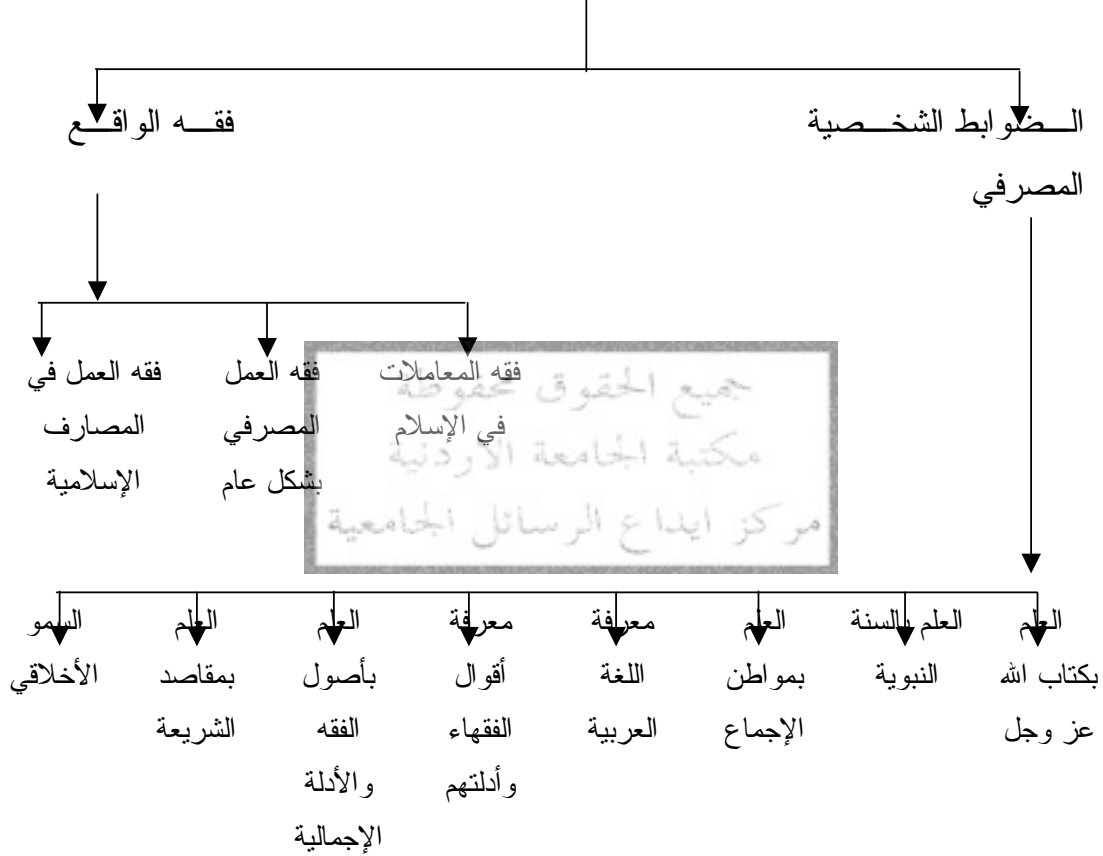 الضوابط الشخصية
المصرفي
فقه الواقع
فقه المعاملات
في الإسلام
فقه العمل
المصرفي
بشكل عام
فقه العمل في
المصارف
الإسلامية
جميع الحقوق محفوظة
مكتبة الجامعة الاردنية
مركز ايداع الرسائل الجامعية
العلم
بكتاب الله
عز وجل
العلم بالسنة
النبوية
العلم
بمواطن
الإجماع
معرفة
اللغة
العربية
معرفة
أقوال
الفقهاء
وأدلتهم
العلم
بأصول
الفقه
والأدلة
الإجمالية
العلم
بمقاصد
الشريعة
السمو
الأخلاقي